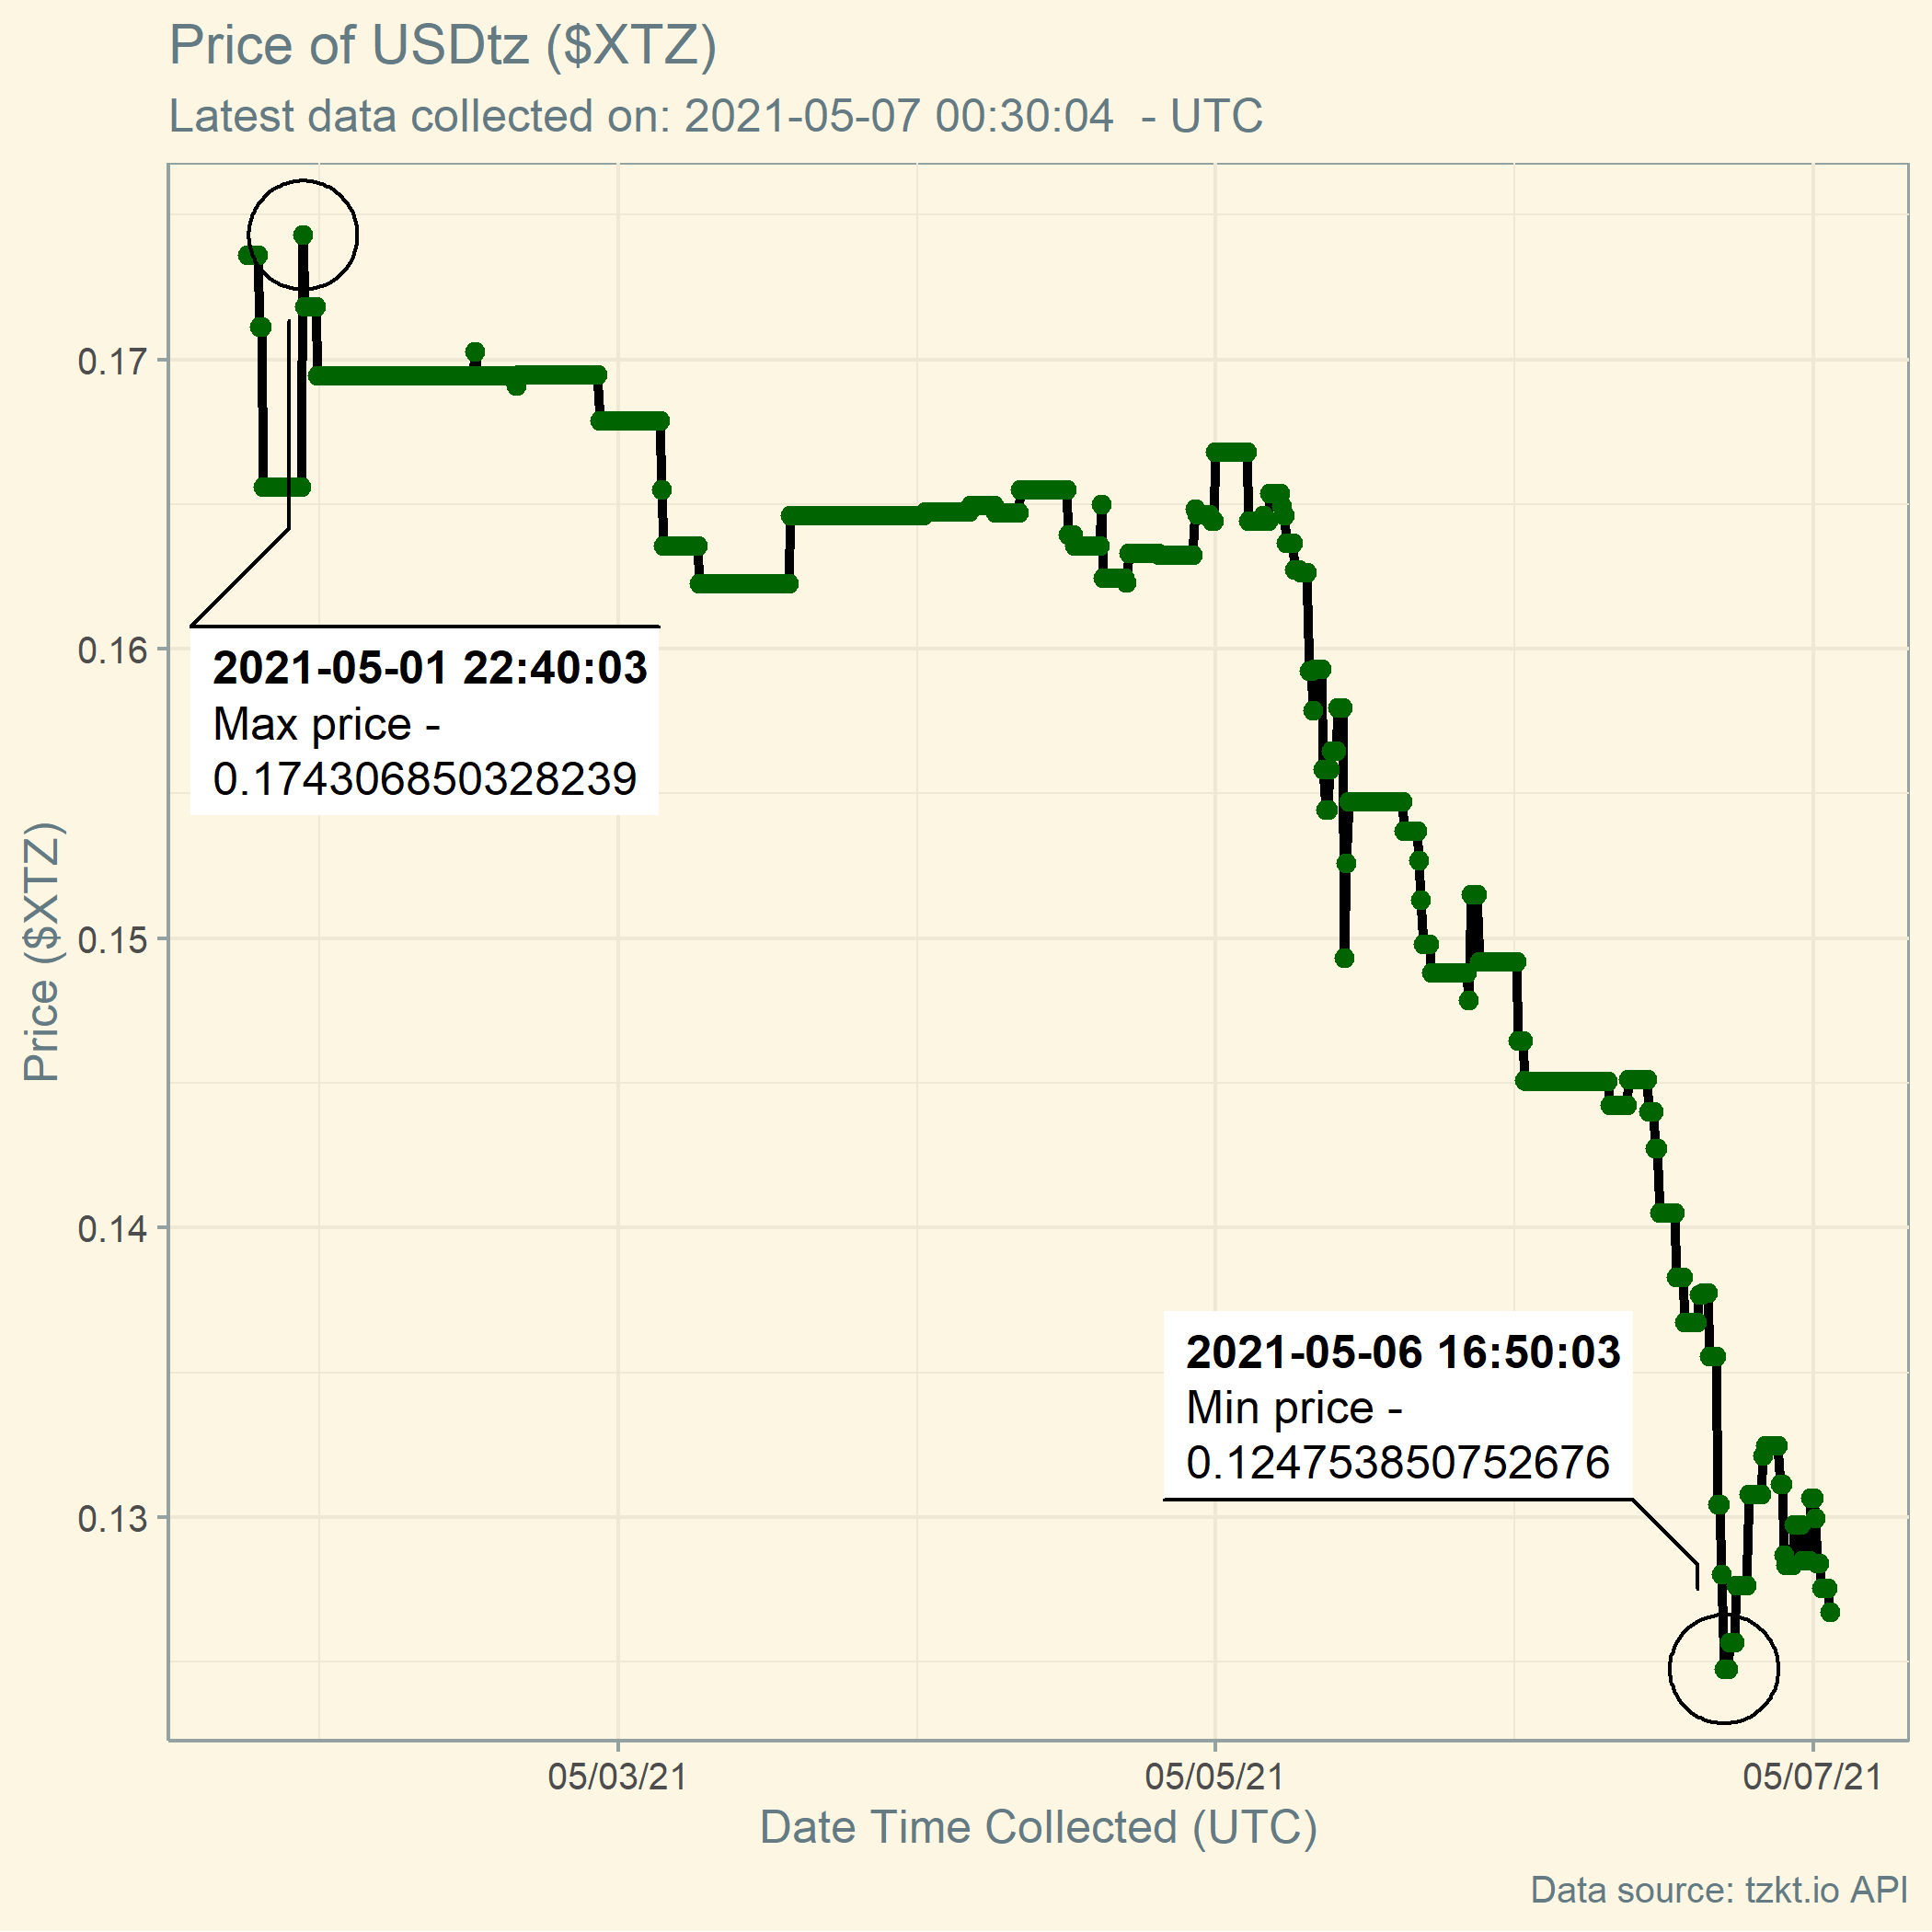 Price of USDtz ($XTZ)
Latest data collected on: 2021-05-07 00:30:04  - UTC
0.17
0.16
0.15
0.14
0.13
Price ($XTZ)
2021-05-01 22:40:03
Max price -
0.174306850328239
2021-05-06 16:50:03
Min price -
0.124753850752676
05/03/21
05/05/21
05/07/21
Date Time Collected (UTC)
Data source: tzkt.io API